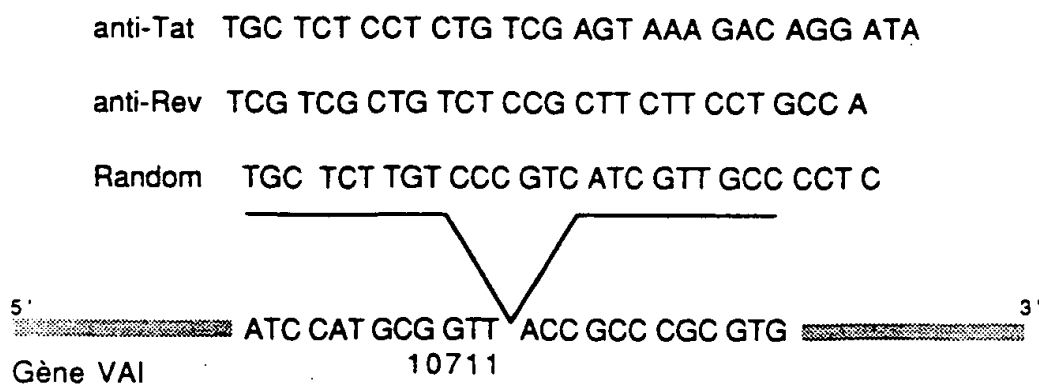 anti-Tat TGC TCT CCT CTG TCG AGT AAA GAC AGG ATA
anti-Rev TCG TCG CTG TCT CCG CTT CTT CCT GCC A
Random TGC TCT TGT CCC GTC ATC GTT GCC CCT C
5' 3'
ATC CAT GCG GTT ACC GCC CGC GTG
10711
Gène VAI